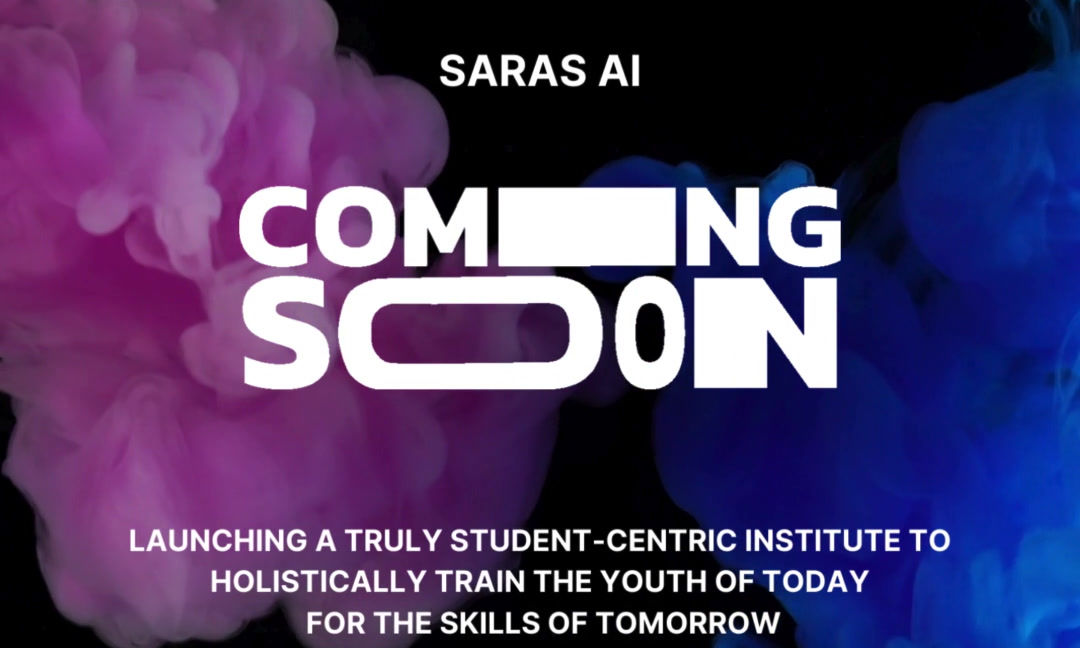 SARAS AI
COMING
SOON
LAUNCHING A TRULY STUDENT-CENTRIC INSTITUTE TO
HOLISTICALLY TRAIN THE YOUTH OF TODAY
FOR THE SKILLS OF TOMORROW